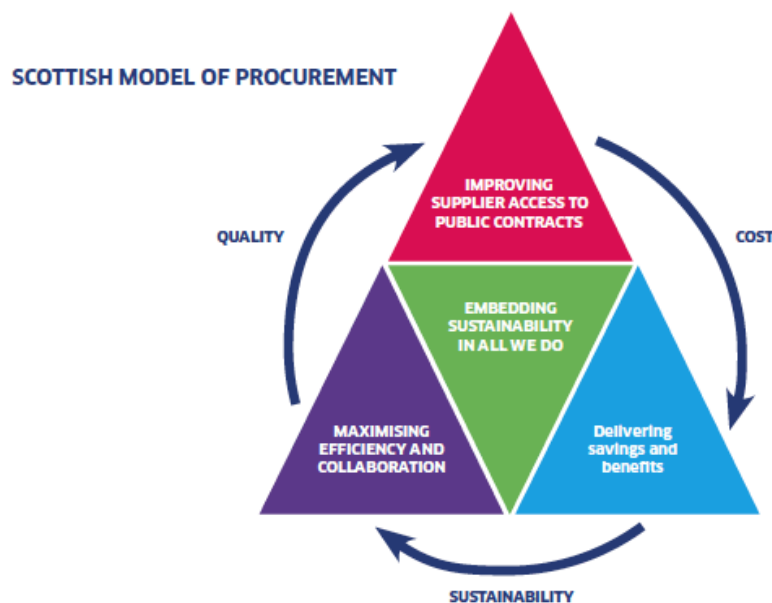 SCOTTISH MODEL OF PROCUREMENT
IMPROVING
SUPPLIER ACCESS TO
PUBLIC CONTRACTS
QUALITY
COST
EMBEDDING
SUSTAINABILITY
IN ALL WE DO
MAXIMISING
EFFICIENCY AND
COLLABORATION
Delivering
savings and
benefits
SUSTAINABILITY